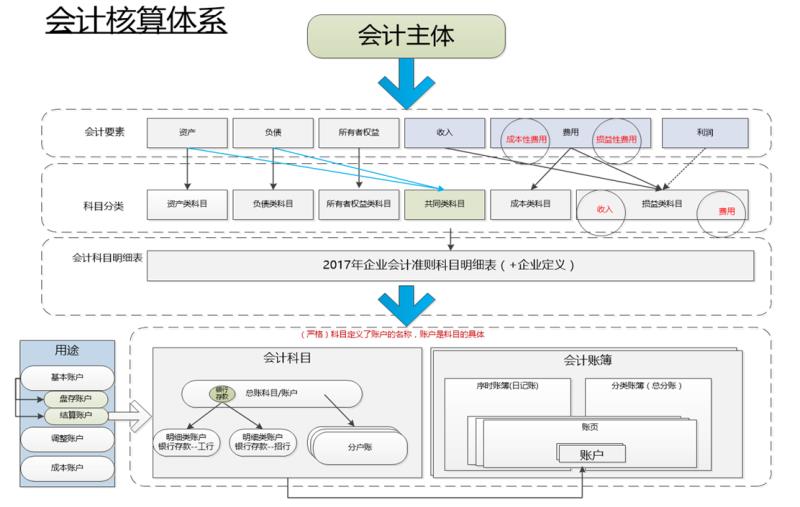 会计核算体系
会计主体
会计要素
资产
负债
所有者权益
收入
成本性费用
费用
损益性费用
利润
科目分类
资产类科目
负债类科目
所有者权益类科目
共同类科目
成本类科目
收入
损益类科目
费用
会计科目明细表
2017年企业会计准则科目明细表（+企业定义）
（严格）科目定义了账户的名称，账户是科目的具体
用途
基本账户
盘存账户
结算账户
调整账户
成本账户
会计科目
银行
存款
总账科目/账户
明细类账户
银行存款--工行
明细类账户
银行存款--招行
分户账
会计账簿
序时账簿(日记账)
分类账簿（总分账）
账页
账户